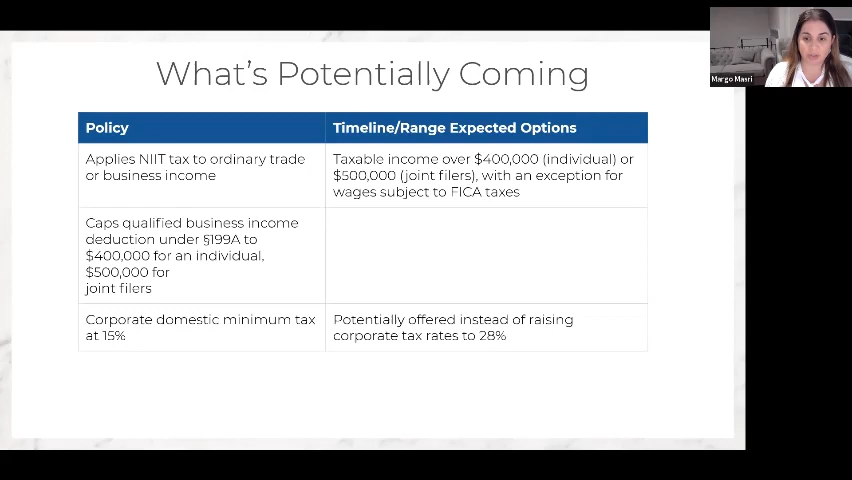 What's Potentially Coming
Policy
Timeline/Range Expected Options
Applies NIIT tax to ordinary trade
or business income
Taxable income over $400,000 (individual) or
$500,000 (joint filers), with an exception for
wages subject to FICA taxes
Caps qualified business income
deduction under §199A to
$400,000 for an individual,
$500,000 for
joint filers
Corporate domestic minimum tax
at 15%
Potentially offered instead of raising
corporate tax rates to 28%
Margo Masri